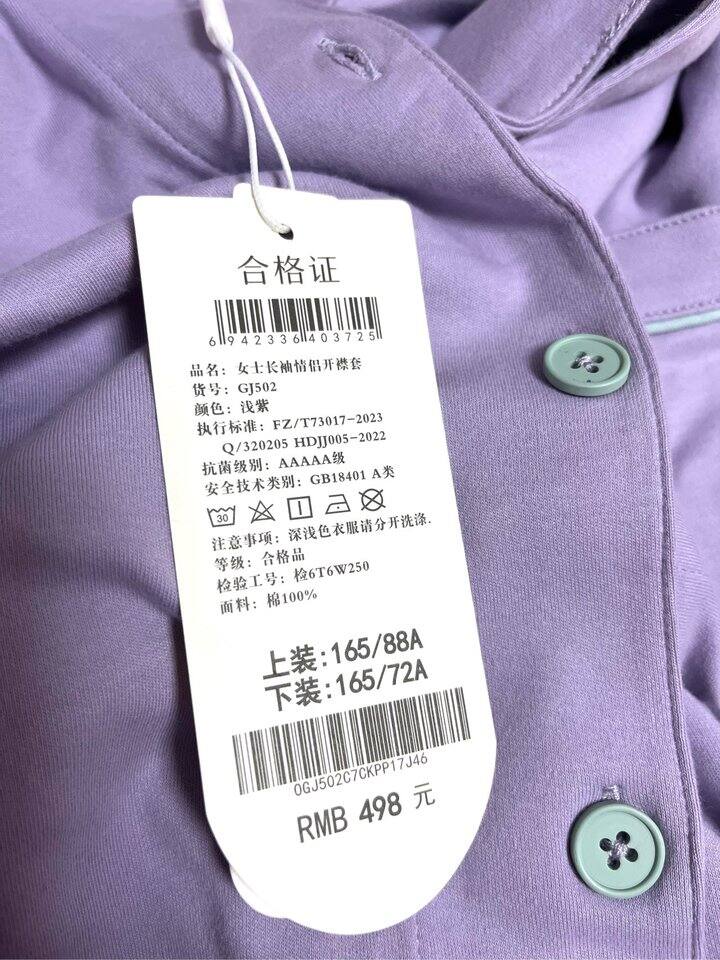 合格证
6 942336 403725
品名：女士长袖情侣开襟套
货号：GJ502
颜色：浅紫
执行标准：FZ/T73017-2023
Q/320205 HDJJ005-2022
抗菌级别：AAAAA级
安全技术类别：GB18401 A类
30
注意事项：深浅色衣服请分开洗涤.
等级：合格品
检验工号：检6T6W250
面料：棉100%
上装:165/88A
下装:165/72A
0GJ502C7CKPP17J46
RMB 498 元